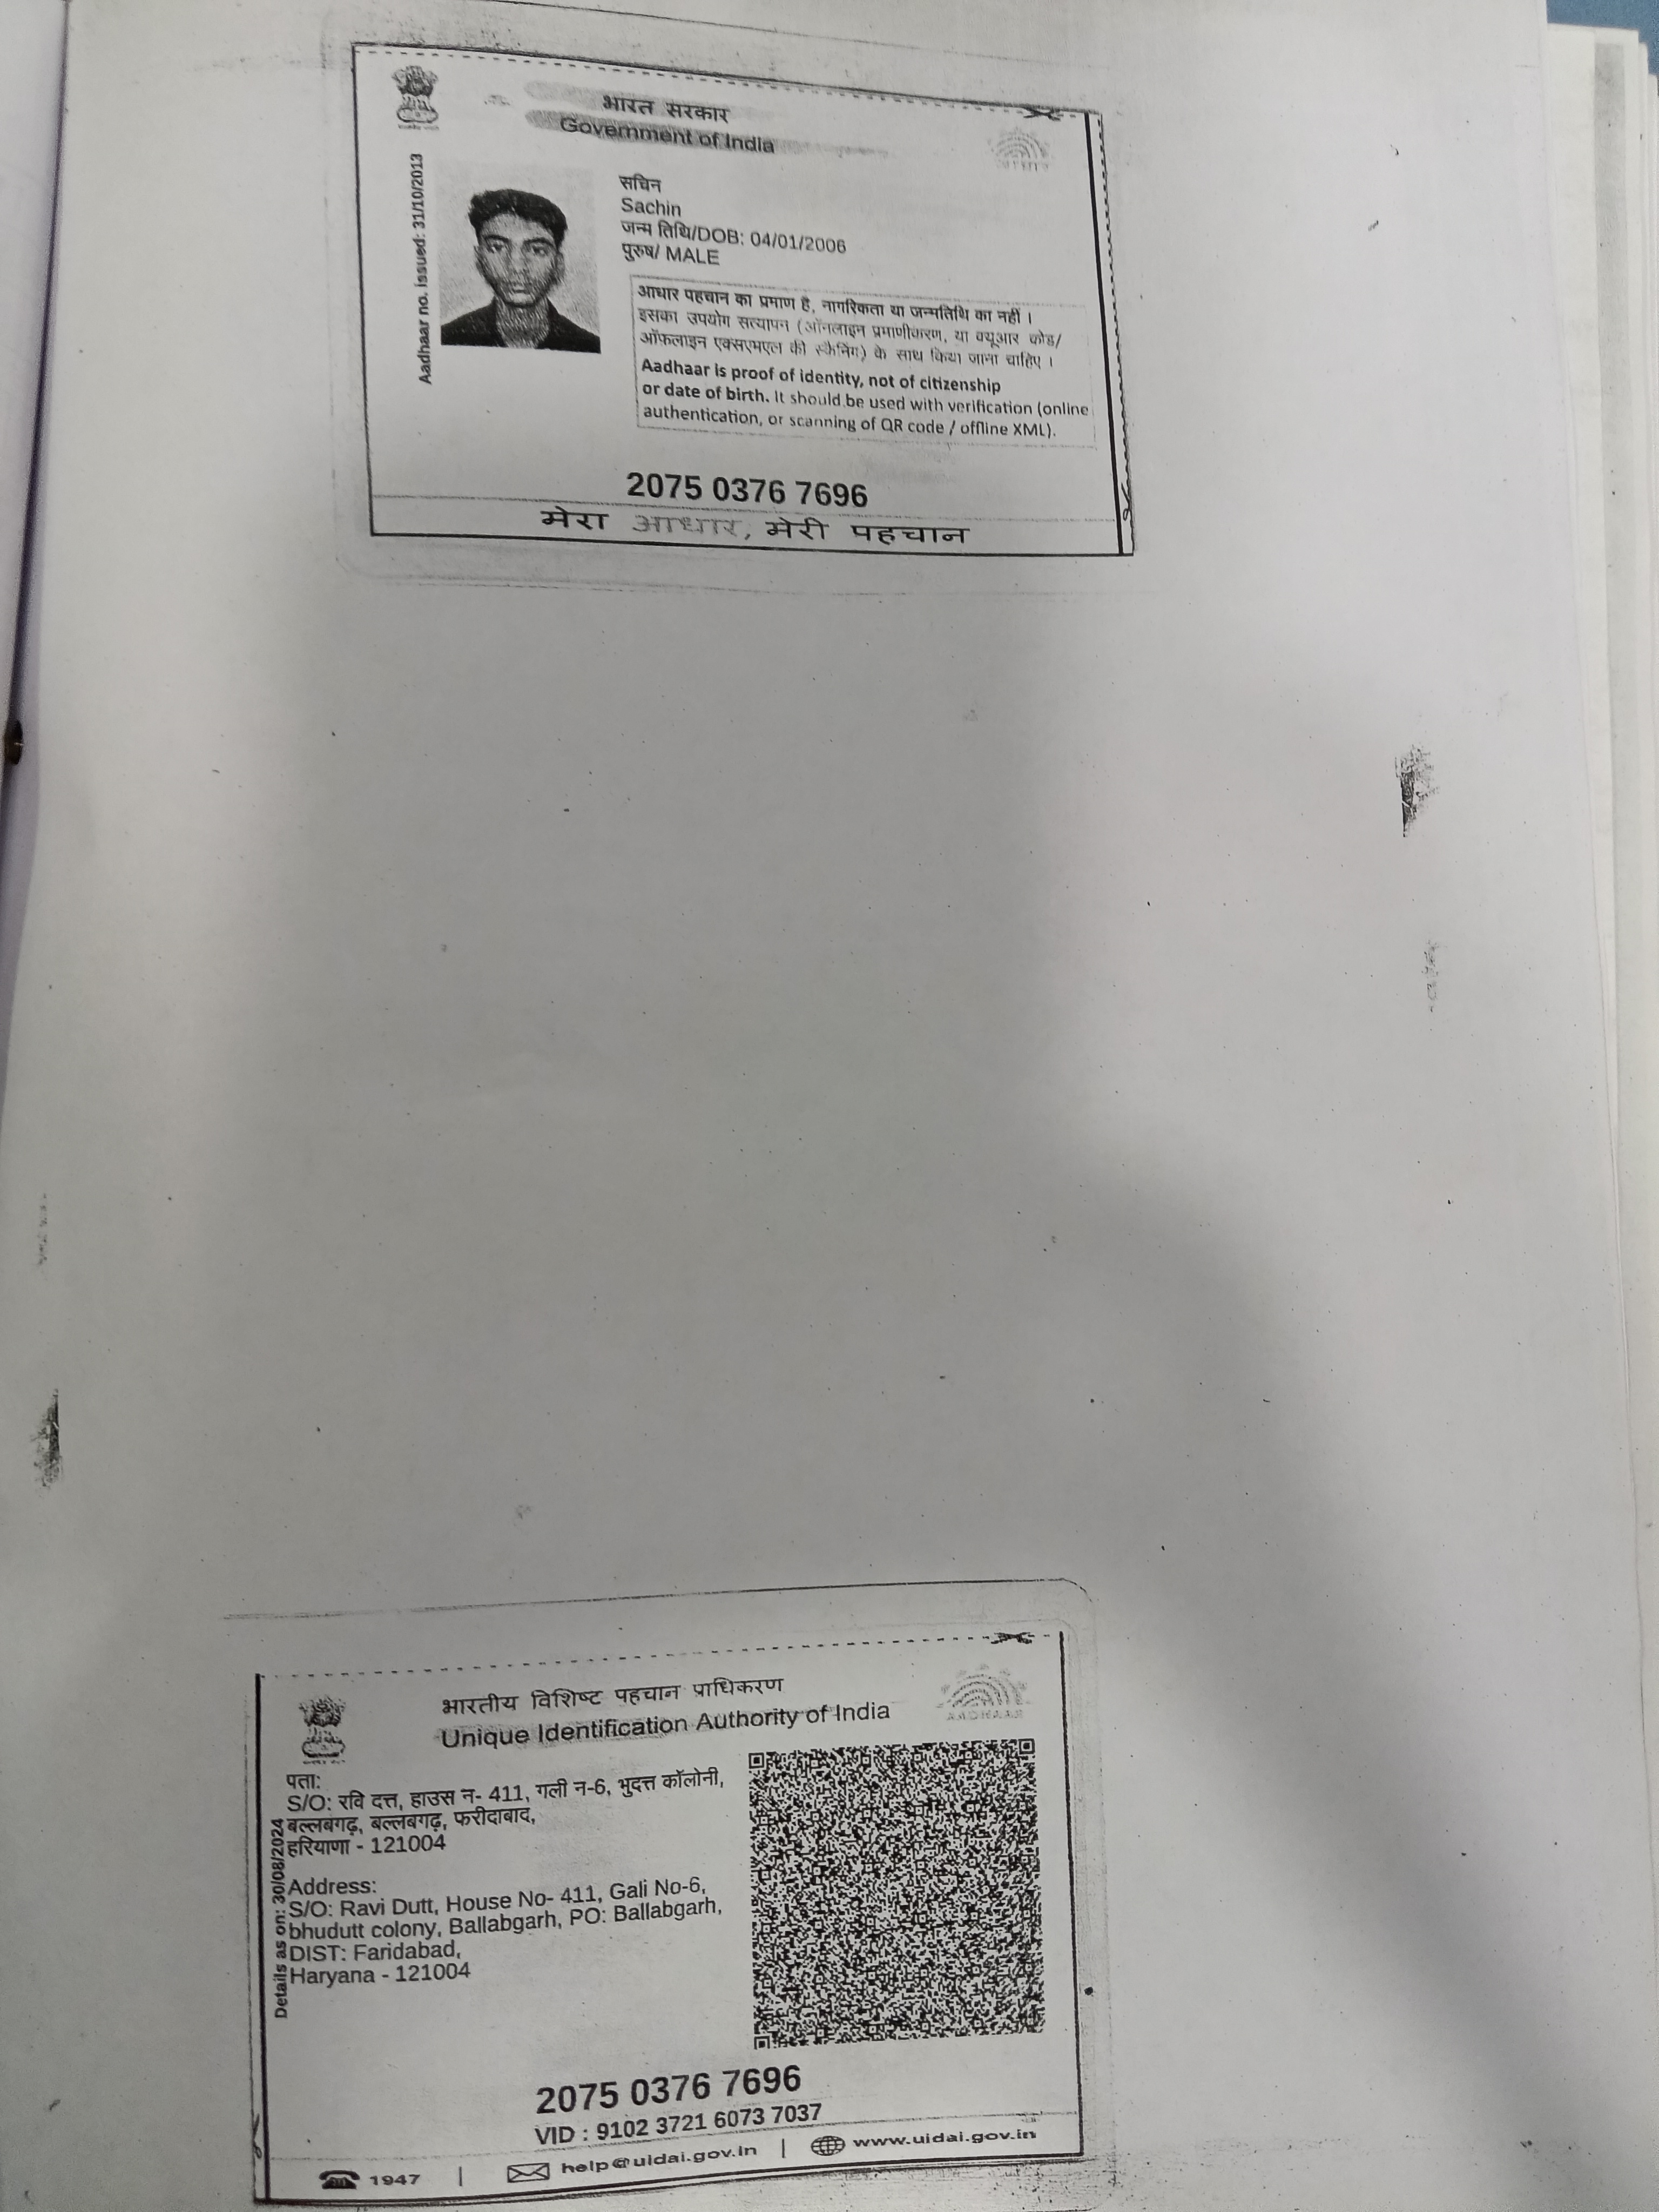 भारत सरकार
Government of India
Aadhaar no. issued: 31/10/2013
सचिन
Sachin
जन्म तिथि/DOB: 04/01/2006
पुरुष/ MALE
आधार पहचान का प्रमाण है, नागरिकता या जन्मतिथि का नहीं ।
इसका उपयोग सत्यापन (ऑनलाइन प्रमाणीकरण, या क्यूआर कोड/
ऑफ़लाइन एक्सएमएल की स्कैनिंग) के साथ किया जाना चाहिए ।
Aadhaar is proof of identity, not of citizenship
or date of birth. It should be used with verification (online
authentication, or scanning of QR code / offline XML).
2075 0376 7696
मेरा आधार, मेरी पहचान
भारतीय विशिष्ट पहचान प्राधिकरण
Unique Identification Authority of India
AADHAAR
Details as on: 30/08/2024
पता:
S/O: रवि दत्त, हाउस न- 411, गली न-6, भुदत्त कॉलोनी,
बल्लबगढ़, बल्लबगढ़, फरीदाबाद,
हरियाणा - 121004
Address:
S/O: Ravi Dutt, House No- 411, Gali No-6,
bhudutt colony, Ballabgarh, PO: Ballabgarh,
DIST: Faridabad,
Haryana - 121004
2075 0376 7696
VID : 9102 3721 6073 7037
1947 | help@uidai.gov.in | www.uidai.gov.in